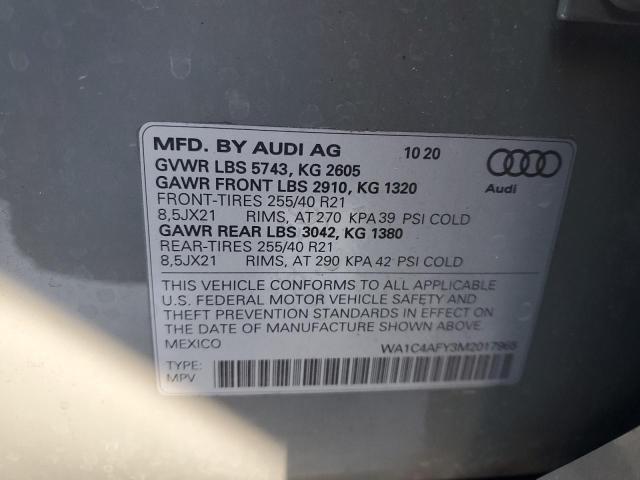 MFD. BY AUDI AG 10 20
GVWR LBS 5743, KG 2605
GAWR FRONT LBS 2910, KG 1320
FRONT-TIRES 255/40 R21
8,5JX21 RIMS, AT 270 KPA 39 PSI COLD
GAWR REAR LBS 3042, KG 1380
REAR-TIRES 255/40 R21
8,5JX21 RIMS, AT 290 KPA 42 PSI COLD
Audi
THIS VEHICLE CONFORMS TO ALL APPLICABLE
U.S. FEDERAL MOTOR VEHICLE SAFETY AND
THEFT PREVENTION STANDARDS IN EFFECT ON
THE DATE OF MANUFACTURE SHOWN ABOVE.
MEXICO WA1C4AFY3M2017965
TYPE:
MPV